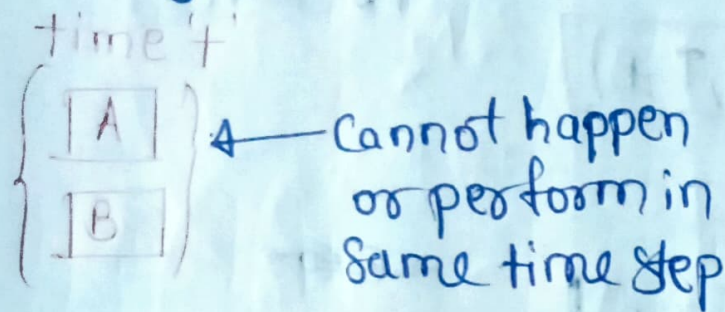 time 't'
A
B
Cannot happen
or perform in
Same time step